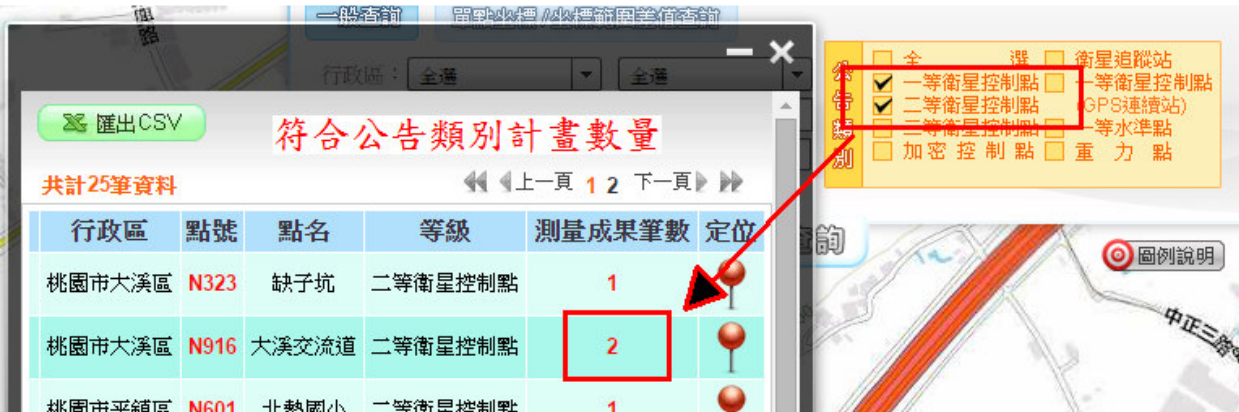 一般查詢 單點坐標/坐標範圍差值查詢
行政區： 全選 全選
匯出CSV
符合公告類別計畫數量
共計25筆資料
上一頁 1 2 下一頁
行政區 點號 點名 等級 測量成果筆數 定位
桃園市大溪區 N323 缺子坑 二等衛星控制點 1
桃園市大溪區 N916 大溪交流道 二等衛星控制點 2
桃園市平鎮區 N601 北勢國小 二等衛星控制點 1
公告類別
全選 衛星追蹤站
一等衛星控制點 一等衛星控制點
二等衛星控制點 (GPS連續站)
三等衛星控制點 一等水準點
加密控制點 重力點
查詢
圖例說明
中正三路